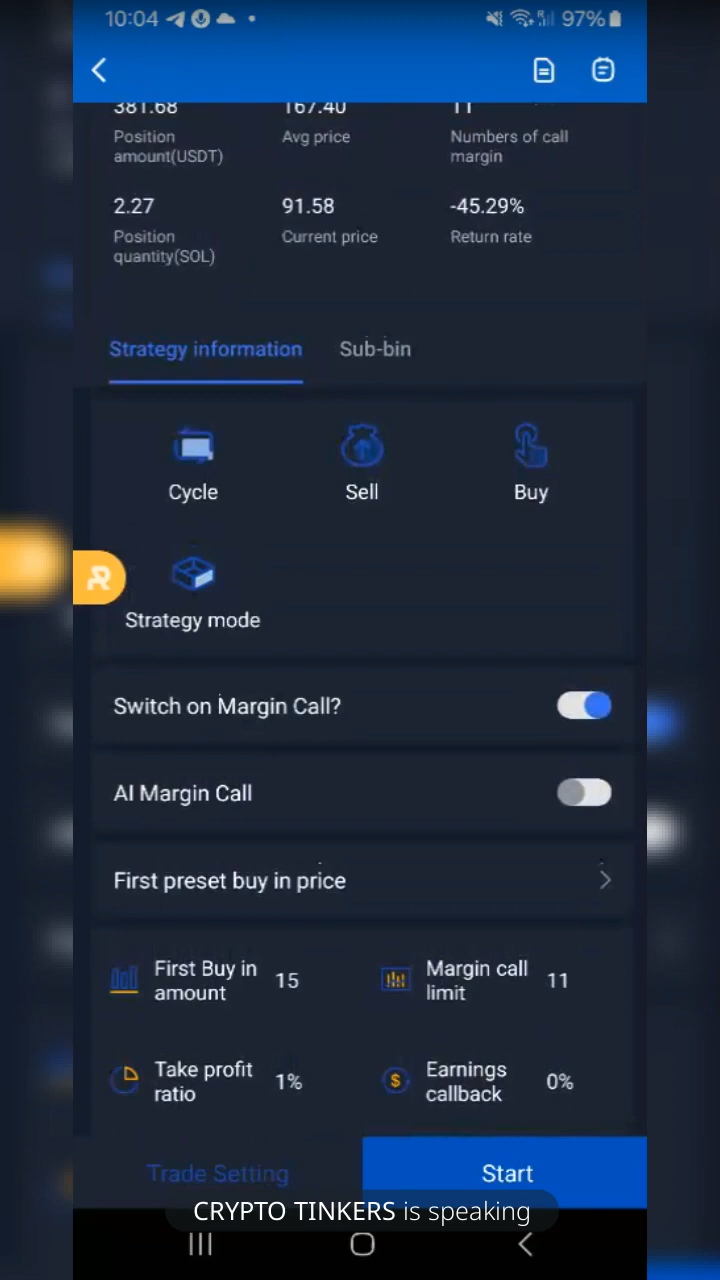 10:04 97%
381.68 167.40 11
Position Avg price Numbers of call
amount(USDT) margin
2.27 91.58 -45.29%
Position Current price Return rate
quantity(SOL)
Strategy information Sub-bin
Cycle Sell Buy
Strategy mode
Switch on Margin Call?
AI Margin Call
First preset buy in price
First Buy in amount 15 Margin call limit 11
Take profit ratio 1% Earnings callback 0%
Trade Setting Start
CRYPTO TINKERS is speaking